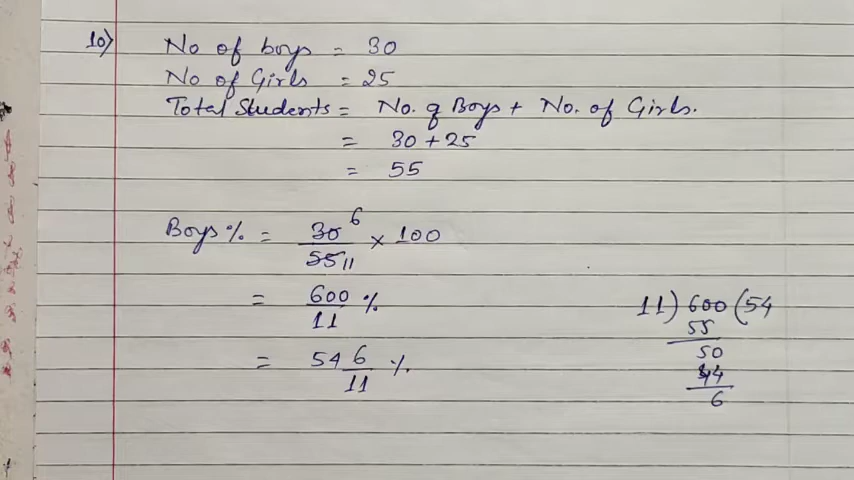 10) No of boys = 30
No of Girls = 25
Total Students = No. of Boys + No. of Girls.
= 30 + 25
= 55
Boys % = 30 6 / 55 11 × 100
= 600/11 %
= 54 6/11 %
11) 600 (54
55
50
44
6